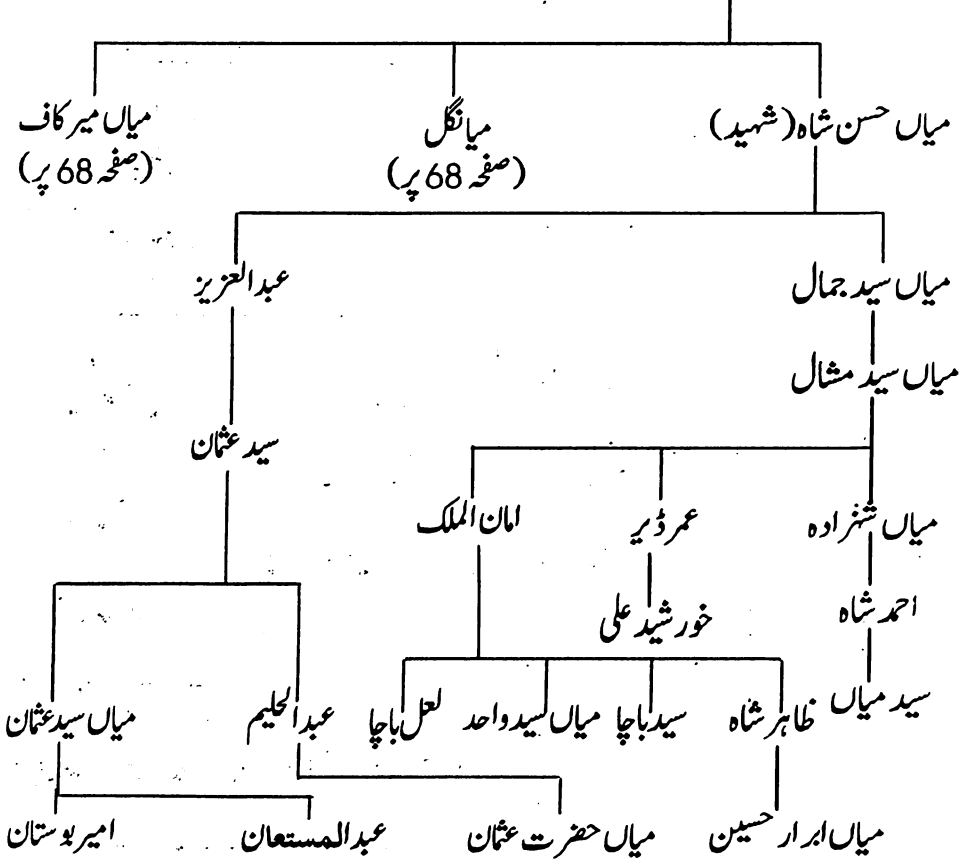 میاں حسن شاہ (شہید)
میانگل
(صفحہ 68 پر)
میاں میر کاف
(صفحہ 68 پر)
میاں سید جمال
عبدالعزیز
میاں سید مشال
سید عثمان
میاں شہزادہ
عمر ڈیر
امان الملک
احمد شاہ
خورشید علی
سید میاں
ظاہر شاہ
سید باچا
میاں سید واحد
لعل باچا
عبدالحلیم
میاں سید عثمان
میاں ابرار حسین
میاں حضرت عثمان
عبدالمستعان
امیر بوستان